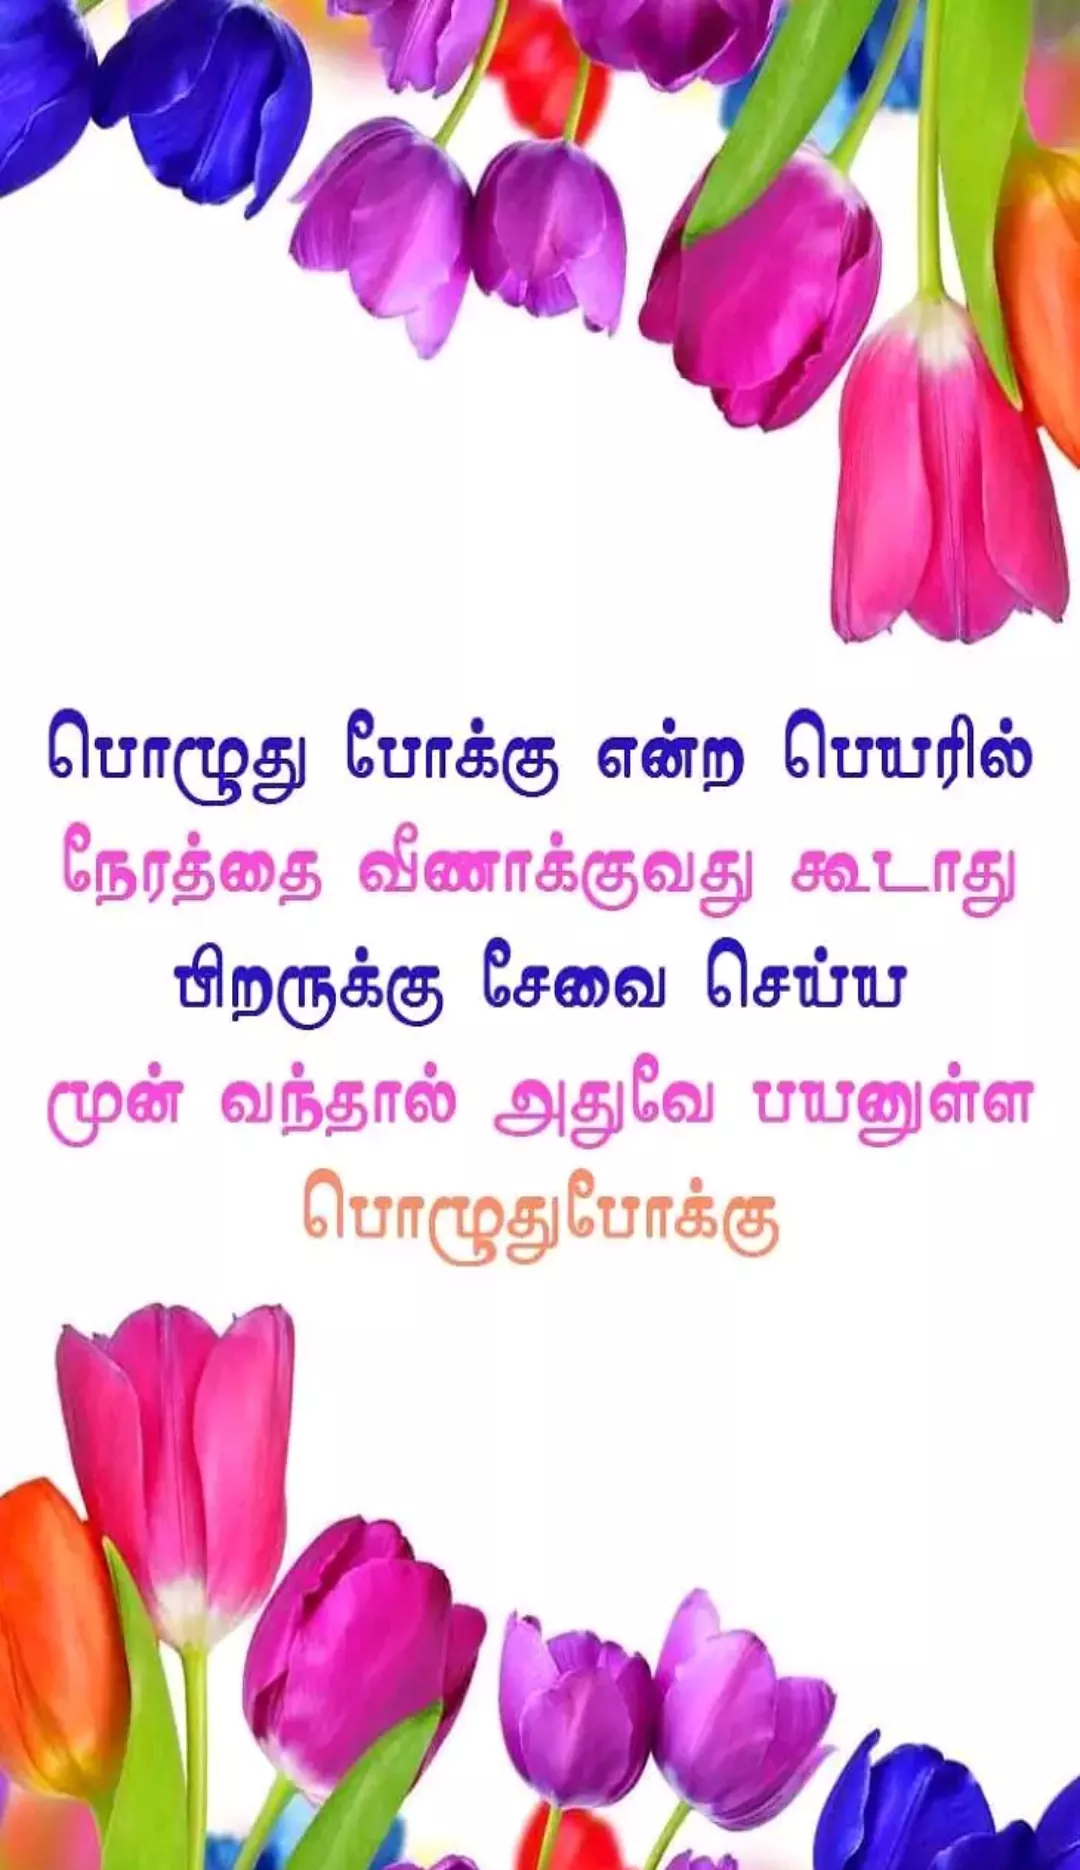 பொழுது போக்கு என்ற பெயரில்
நேரத்தை வீணாக்குவது கூடாது
பிறருக்கு சேவை செய்ய
மூன் வந்தால் அதுவே பயனுள்ள
பொழுதுபோக்கு